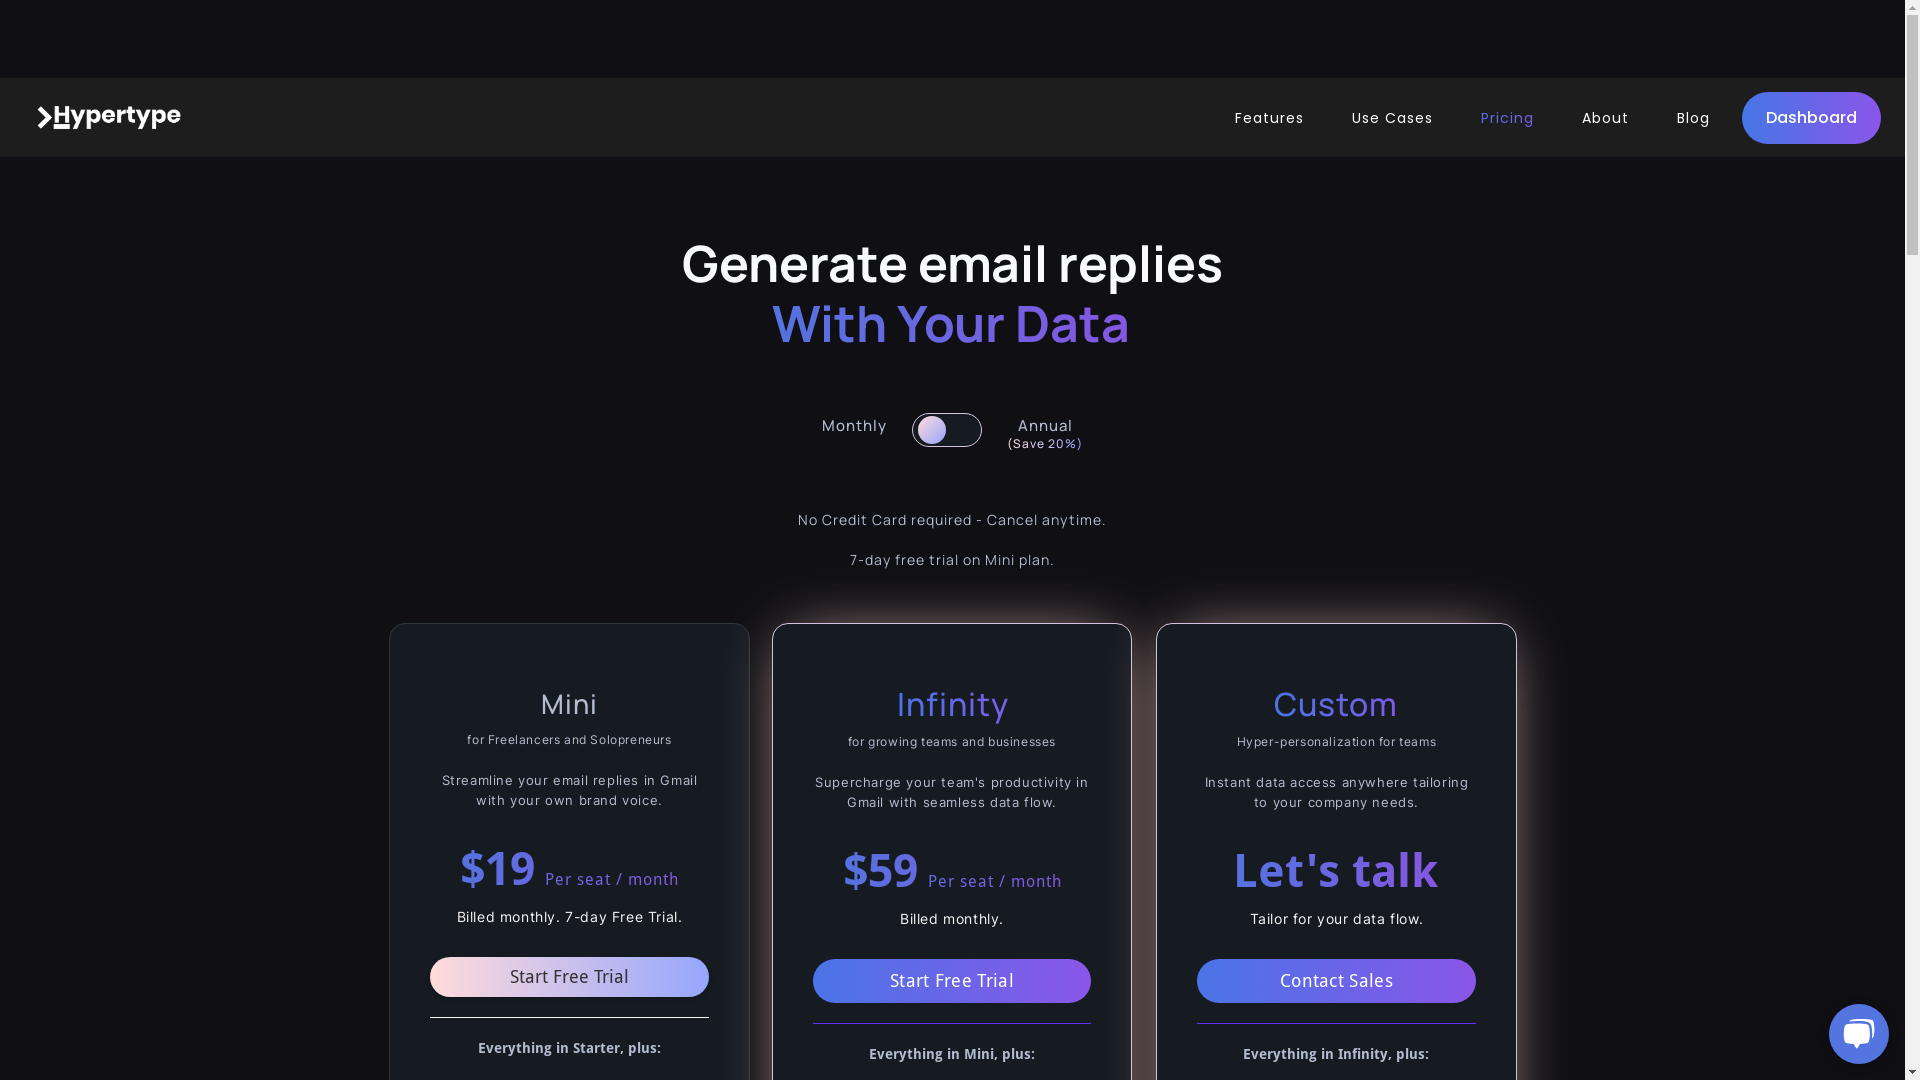 Hypertype
Features
Use Cases
Pricing
About
Blog
Dashboard
Generate email replies
With Your Data
Monthly
Annual
(Save 20%)
No Credit Card required - Cancel anytime.
7-day free trial on Mini plan.
Mini
for Freelancers and Solopreneurs
Streamline your email replies in Gmail
with your own brand voice.
$19 Per seat / month
Billed monthly. 7-day Free Trial.
Start Free Trial
Everything in Starter, plus:
Infinity
for growing teams and businesses
Supercharge your team's productivity in
Gmail with seamless data flow.
$59 Per seat / month
Billed monthly.
Start Free Trial
Everything in Mini, plus:
Custom
Hyper-personalization for teams
Instant data access anywhere tailoring
to your company needs.
Let's talk
Tailor for your data flow.
Contact Sales
Everything in Infinity, plus: